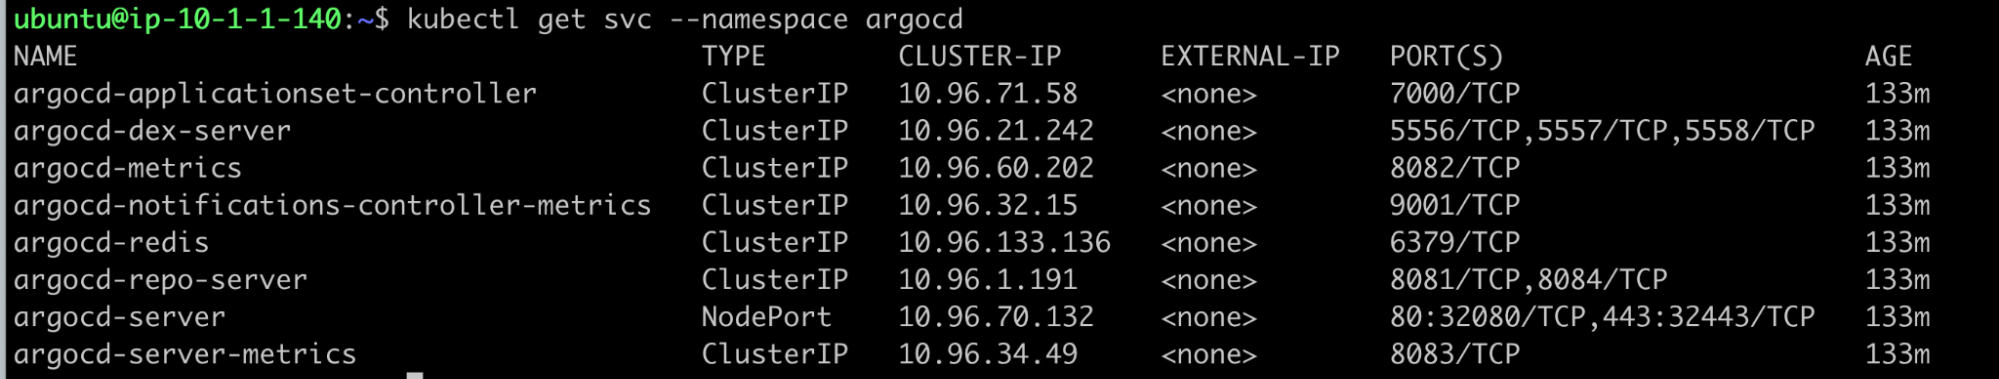 ubuntu@ip-10-1-1-140:~$ kubectl get svc --namespace argocd
NAME TYPE CLUSTER-IP EXTERNAL-IP PORT(S) AGE
argocd-applicationset-controller ClusterIP 10.96.71.58 <none> 7000/TCP 133m
argocd-dex-server ClusterIP 10.96.21.242 <none> 5556/TCP,5557/TCP,5558/TCP 133m
argocd-metrics ClusterIP 10.96.60.202 <none> 8082/TCP 133m
argocd-notifications-controller-metrics ClusterIP 10.96.32.15 <none> 9001/TCP 133m
argocd-redis ClusterIP 10.96.133.136 <none> 6379/TCP 133m
argocd-repo-server ClusterIP 10.96.1.191 <none> 8081/TCP,8084/TCP 133m
argocd-server NodePort 10.96.70.132 <none> 80:32080/TCP,443:32443/TCP 133m
argocd-server-metrics ClusterIP 10.96.34.49 <none> 8083/TCP 133m